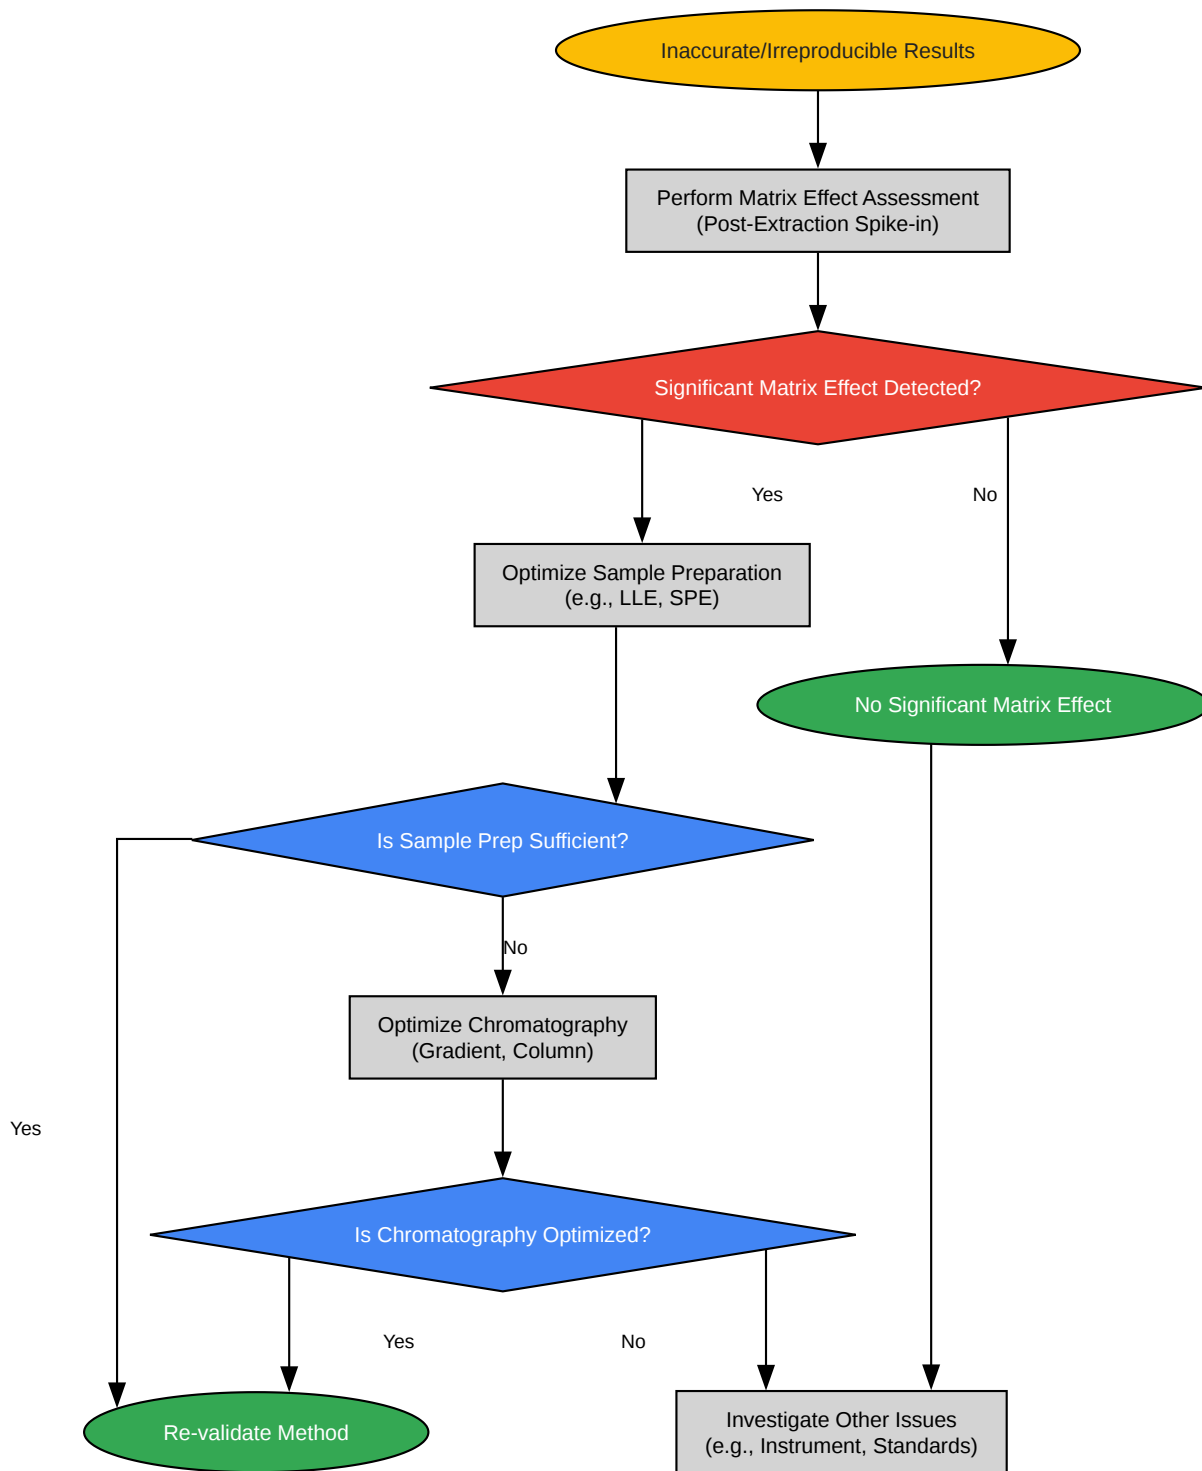 Inaccurate/Irreproducible Results
Perform Matrix Effect Assessment
(Post-Extraction Spike-in)
Significant Matrix Effect Detected?
Yes
No
Optimize Sample Preparation
(e.g., LLE, SPE)
No Significant Matrix Effect
Is Sample Prep Sufficient?
No
Optimize Chromatography
(Gradient, Column)
Yes
Is Chromatography Optimized?
Yes
No
Re-validate Method
Investigate Other Issues
(e.g., Instrument, Standards)